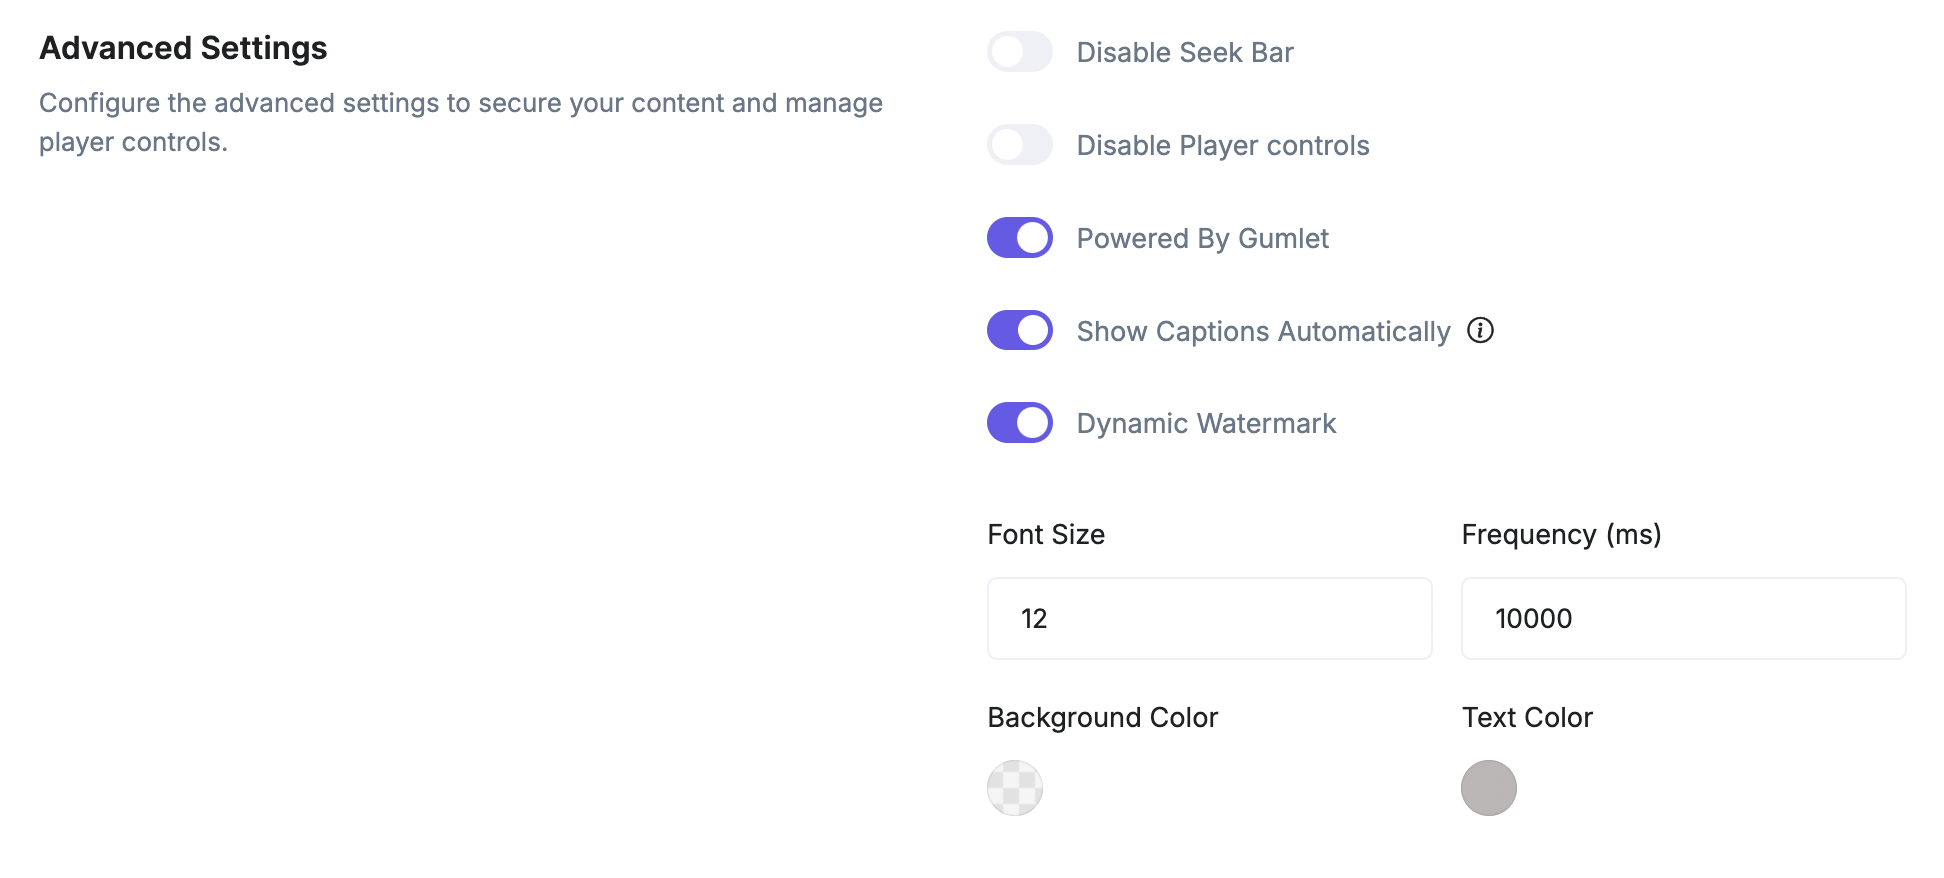 Advanced Settings
Configure the advanced settings to secure your content and manage
player controls.
Disable Seek Bar
Disable Player controls
Powered By Gumlet
Show Captions Automatically
Dynamic Watermark
Font Size
Frequency (ms)
12
10000
Background Color
Text Color